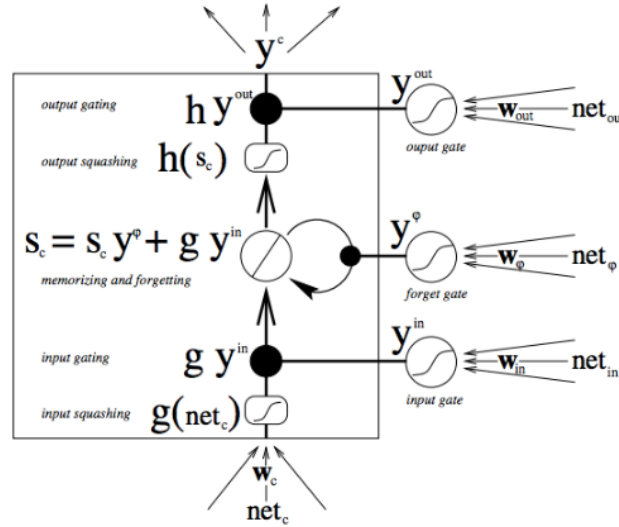 y^c
output gating h y^out y^out w_out net_ou
ouput gate
output squashing h(s_c)
s_c = s_c y^φ + g y^in y^φ w_φ net_φ
memorizing and forgetting forget gate
input gating g y^in y^in w_in net_in
input gate
input squashing g(net_c)
w_c
net_c